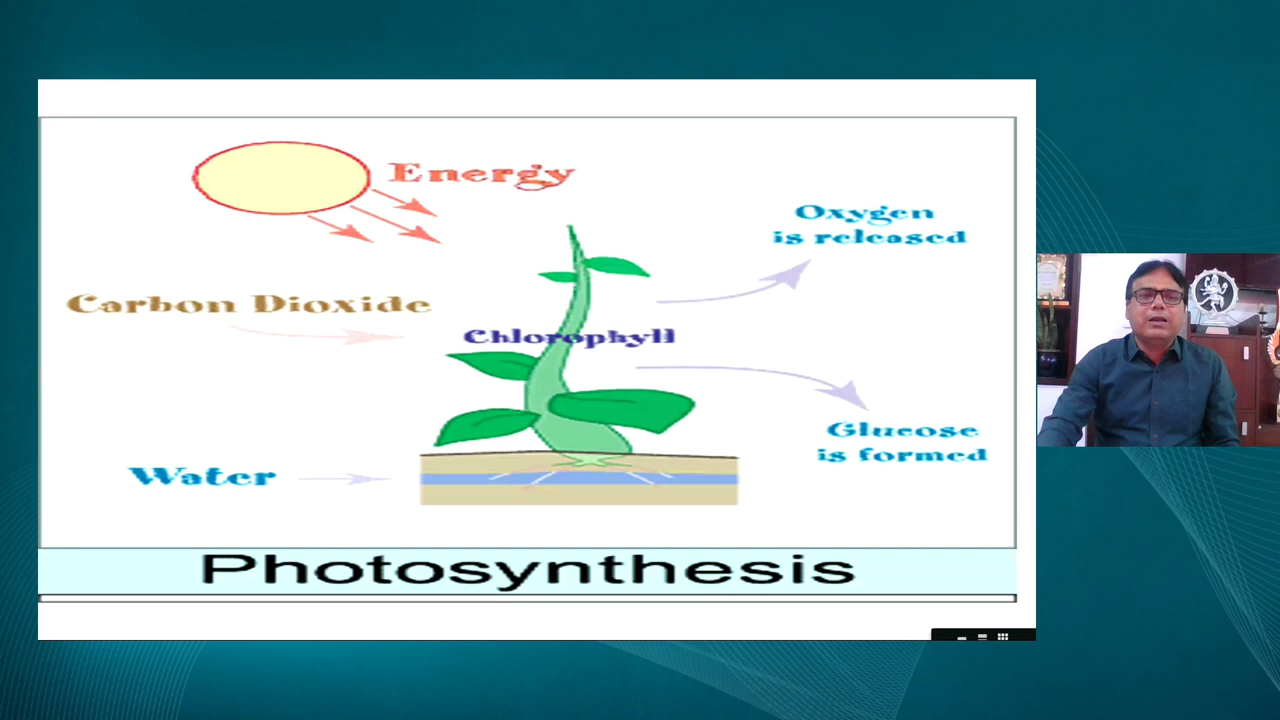 Energy
Oxygen
is released
Carbon Dioxide
Chlorophyll
Glucose
is formed
Water
Photosynthesis